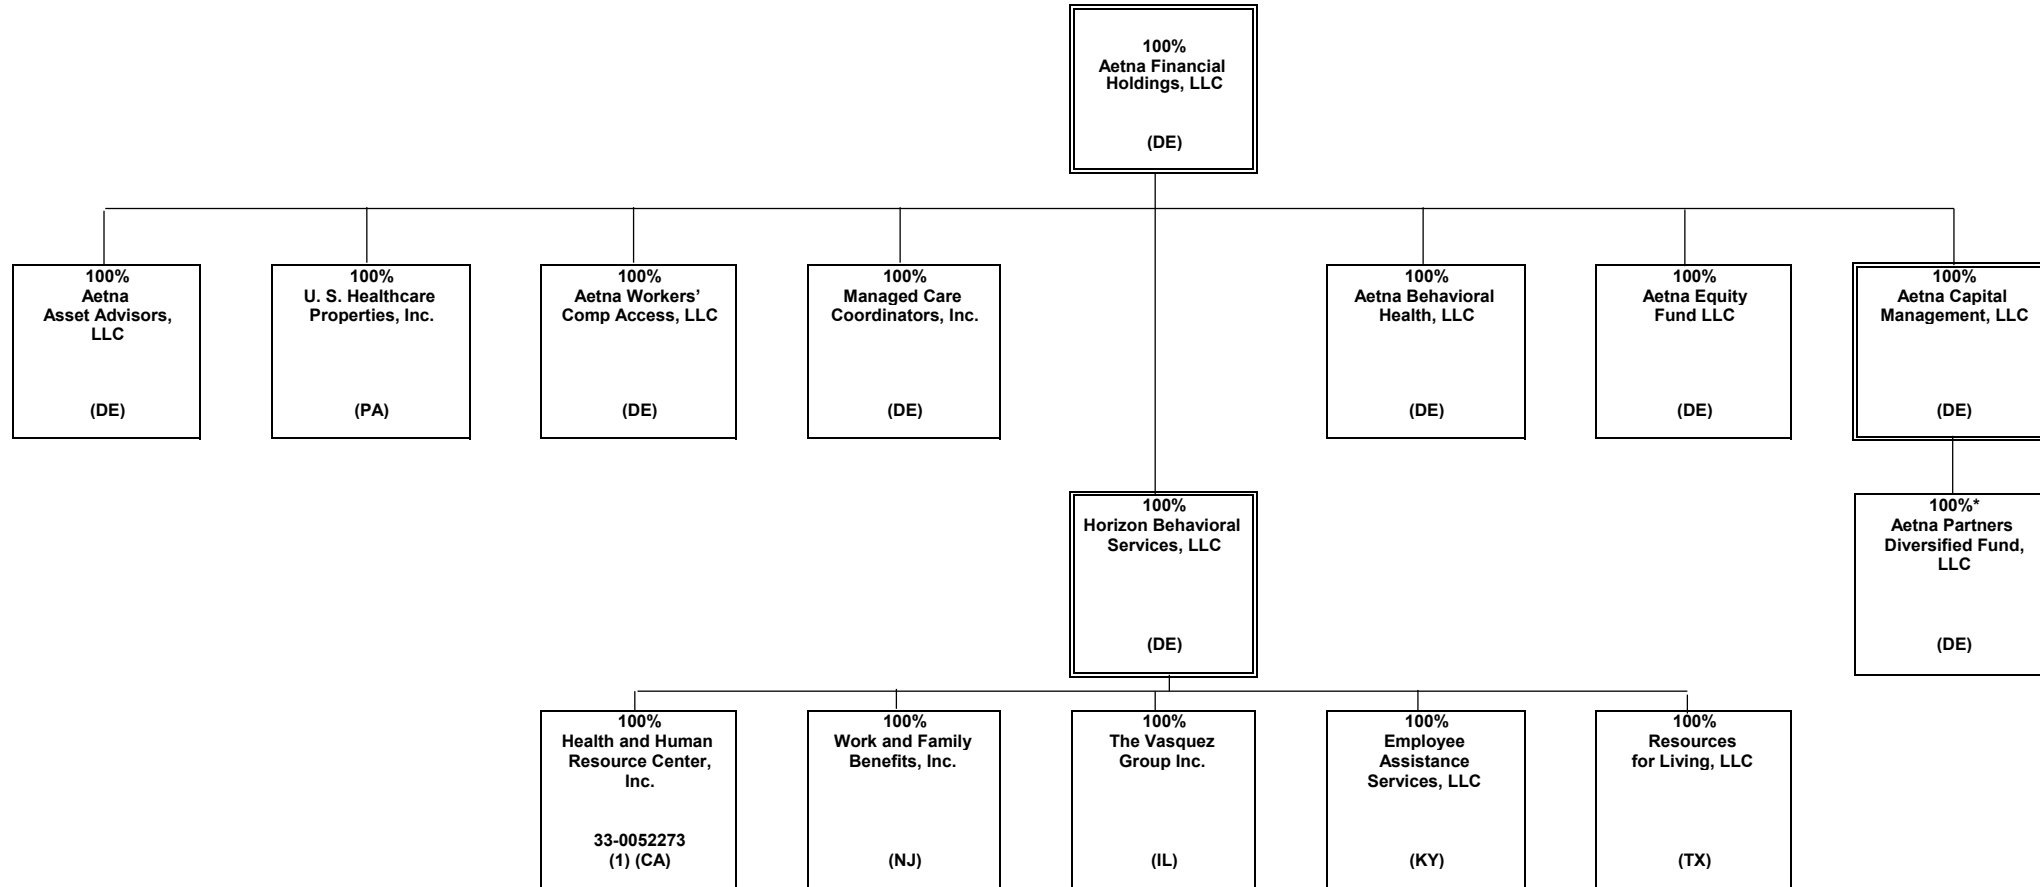 100%
Aetna Financial
Holdings, LLC
(DE)
100%
Aetna
Asset Advisors,
LLC
(DE)
100%
U. S. Healthcare
Properties, Inc.
(PA)
100%
Aetna Workers’
Comp Access, LLC
(DE)
100%
Managed Care
Coordinators, Inc.
(DE)
100%
Aetna Behavioral
Health, LLC
(DE)
100%
Aetna Equity
Fund LLC
(DE)
100%
Aetna Capital
Management, LLC
(DE)
100%
Horizon Behavioral
Services, LLC
(DE)
100%*
Aetna Partners
Diversified Fund,
LLC
(DE)
100%
Health and Human
Resource Center,
Inc.
33-0052273
(1) (CA)
100%
Work and Family
Benefits, Inc.
(NJ)
100%
The Vasquez
Group Inc.
(IL)
100%
Employee
Assistance
Services, LLC
(KY)
100%
Resources
for Living, LLC
(TX)